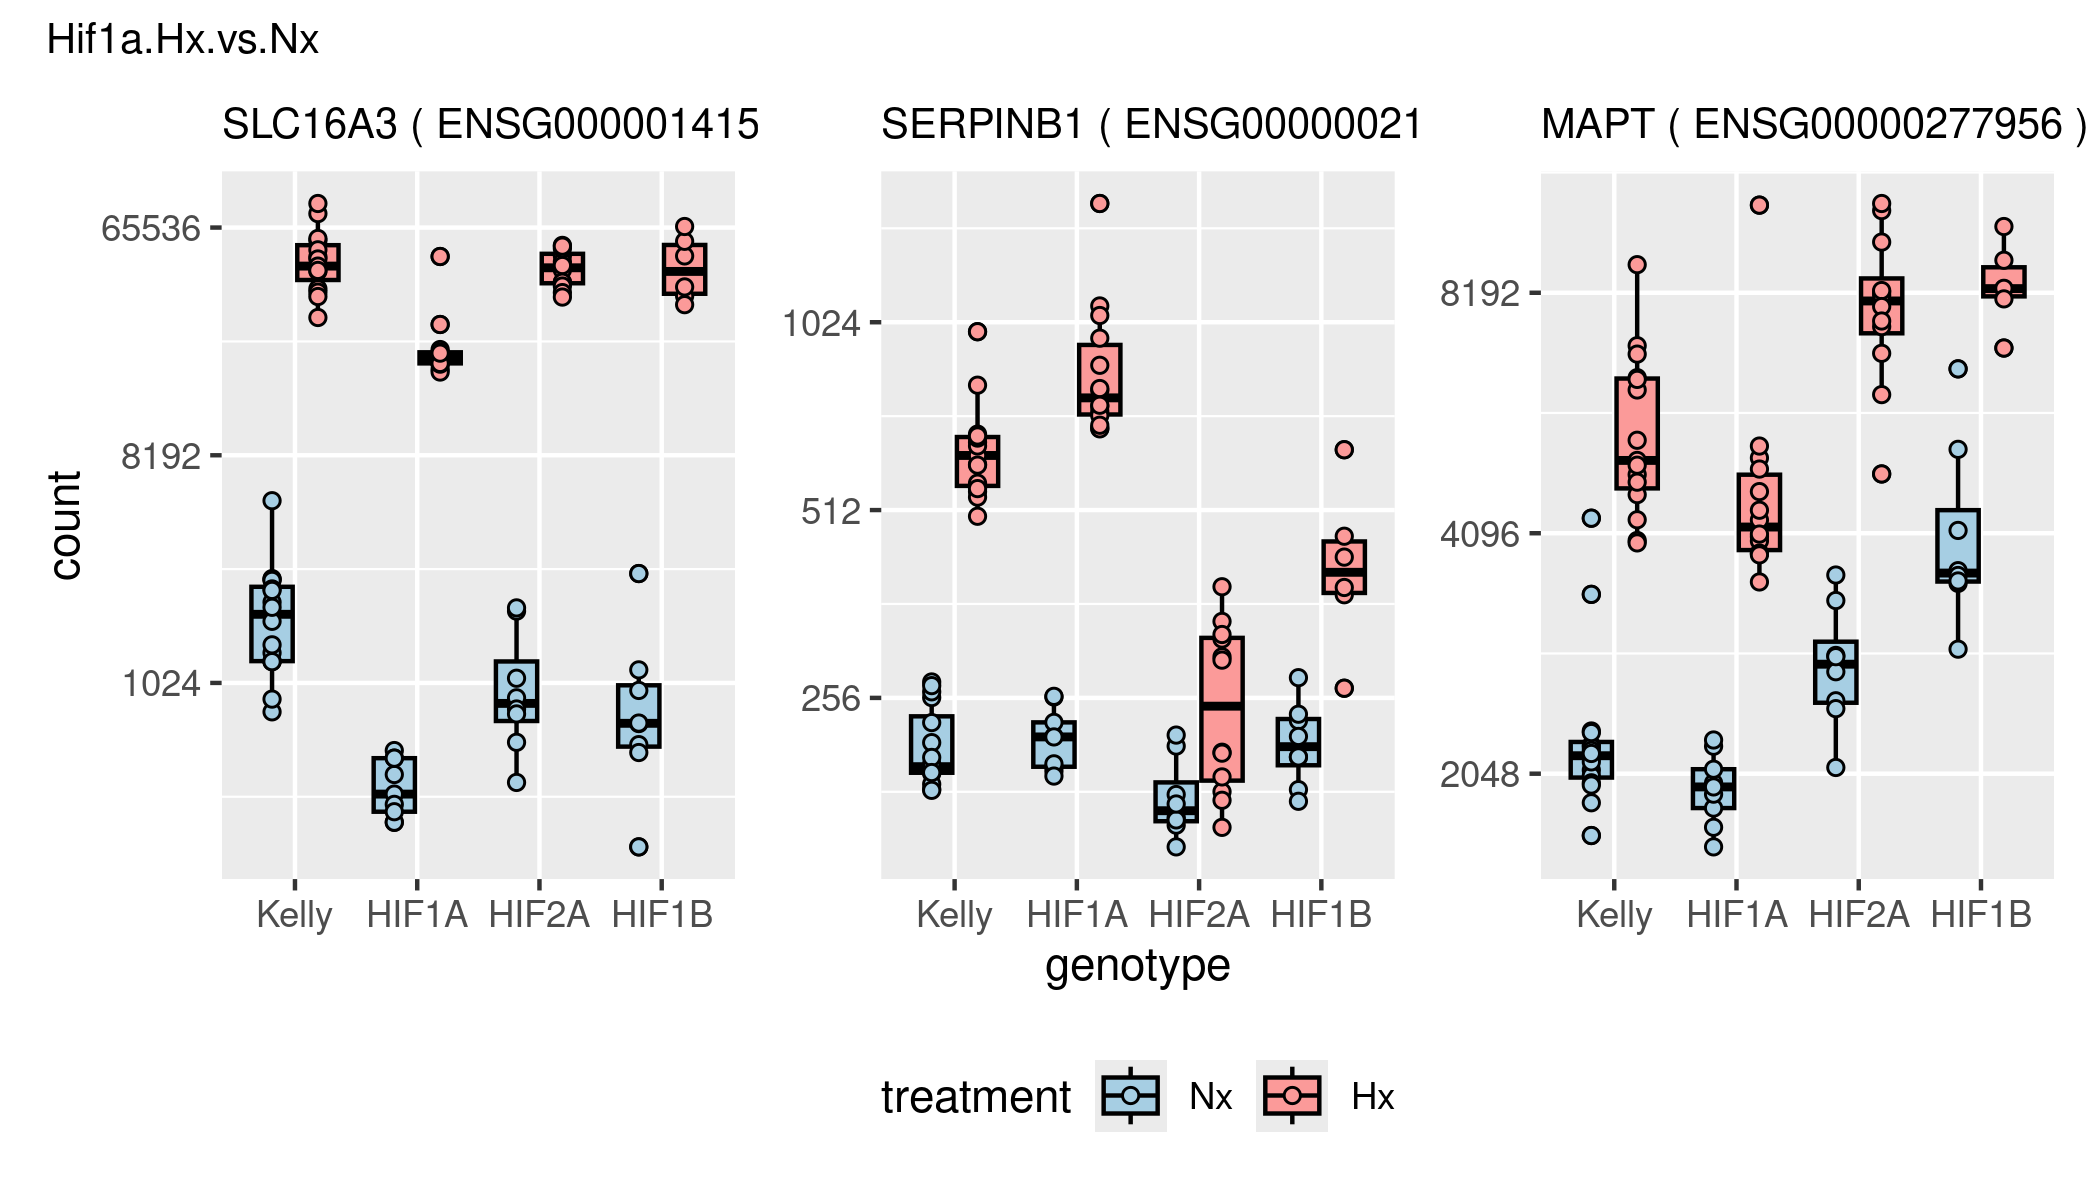 Hif1a.Hx.vs.Nx
SLC16A3 ( ENSG000001415
SERPINB1 ( ENSG00000021
MAPT ( ENSG00000277956 )
count
65536
8192
1024
1024
512
256
8192
4096
2048
Kelly HIF1A HIF2A HIF1B
Kelly HIF1A HIF2A HIF1B
Kelly HIF1A HIF2A HIF1B
genotype
treatment Nx Hx